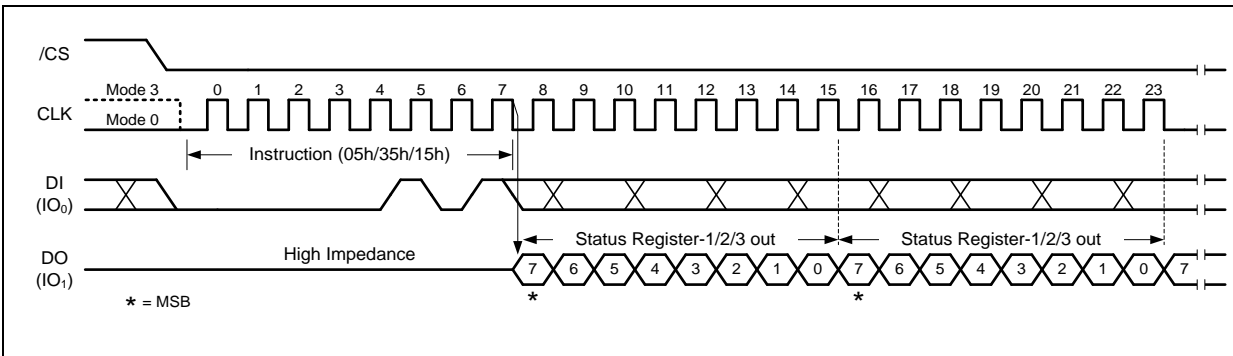 /CS
Mode 3 0 1 2 3 4 5 6 7 8 9 10 11 12 13 14 15 16 17 18 19 20 21 22 23
CLK
Mode 0
Instruction (05h/35h/15h)
DI
(IO₀)
Status Register-1/2/3 out Status Register-1/2/3 out
DO High Impedance
(IO₁) 7 6 5 4 3 2 1 0 7 6 5 4 3 2 1 0 7
* = MSB * *